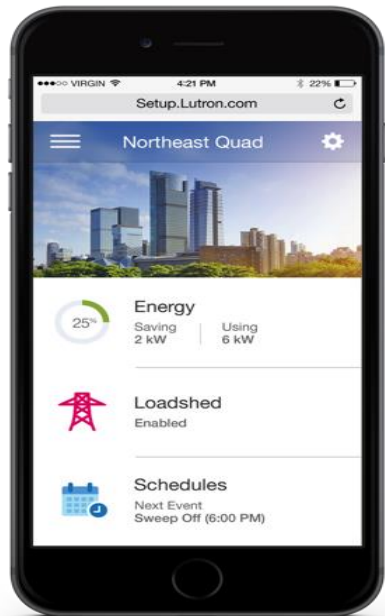 VIRGIN 4:21 PM 22%
Setup.Lutron.com
Northeast Quad
25%
Energy
Saving Using
2 kW 6 kW
Loadshed
Enabled
Schedules
Next Event
Sweep Off (6:00 PM)